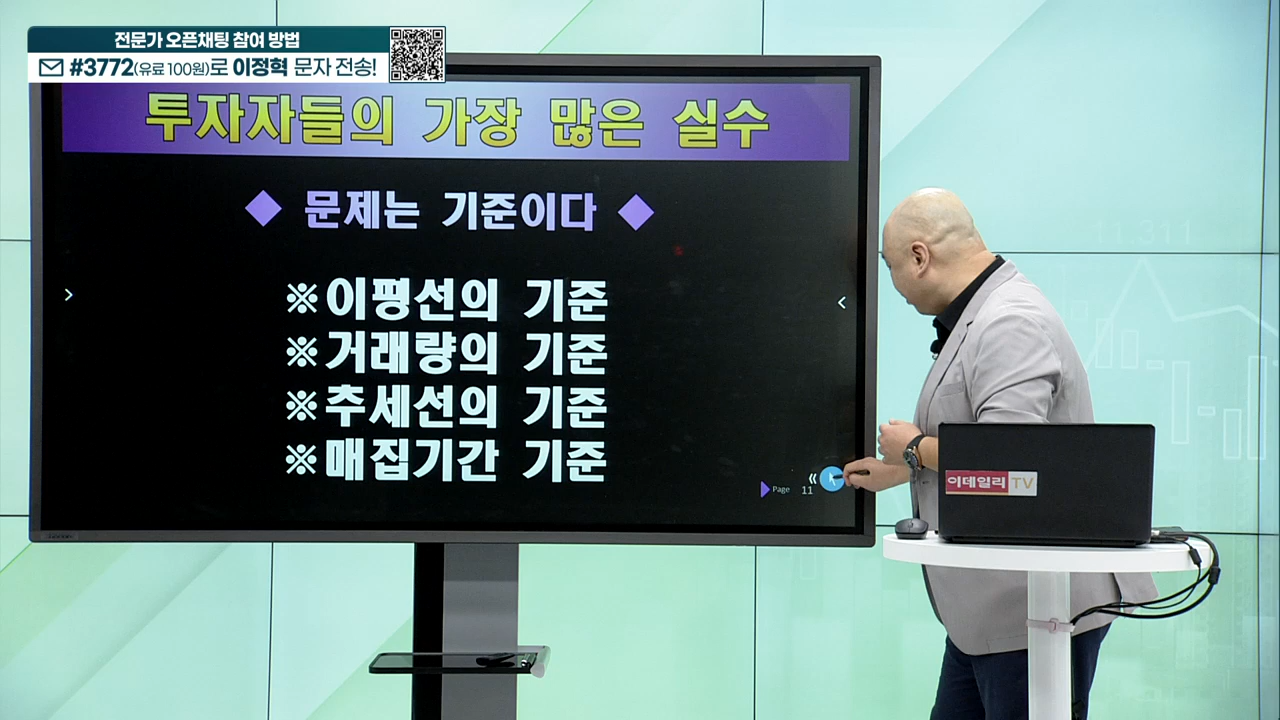 전문가 오픈채팅 참여 방법
#3772(유료 100원)로 이정혁 문자 전송!
투자자들의 가장 많은 실수
◆ 문제는 기준이다 ◆
※이평선의 기준
※거래량의 기준
※추세선의 기준
※매집기간 기준
Page 11
이데일리TV
11.311